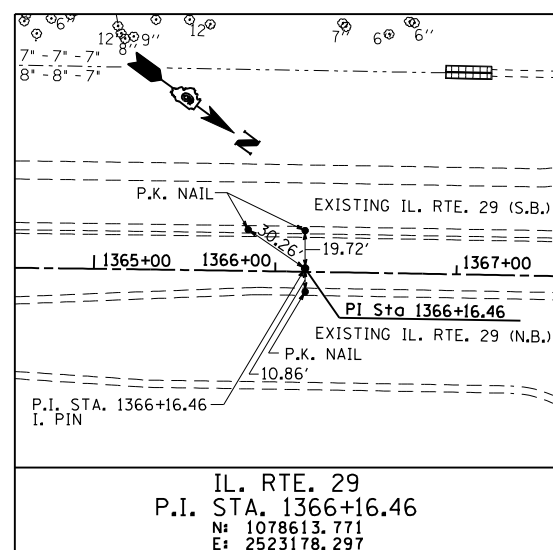 12"
8"
9"
12"
7"
6"
6"
6"
7" - 7" - 7"
8" - 8" - 7"
N
P.K. NAIL
EXISTING IL. RTE. 29 (S.B.)
30.26'
19.72'
1365+00
1366+00
1367+00
PI Sta 1366+16.46
EXISTING IL. RTE. 29 (N.B.)
P.K. NAIL
10.86'
P.I. STA. 1366+16.46
I. PIN
IL. RTE. 29
P.I. STA. 1366+16.46
N: 1078613.771
E: 2523178.297